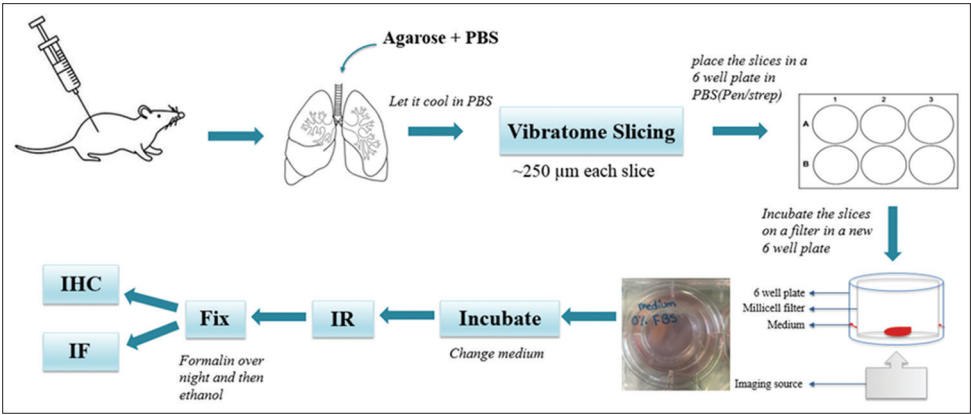 Agarose + PBS
Let it cool in PBS
Vibratome Slicing
~250 µm each slice
place the slices in a
6 well plate in
PBS(Pen/strep)
1 2 3
A
B
Incubate the slices
on a filter in a new
6 well plate
6 well plate
Millicell filter
Medium
Imaging source
medium
0% FBS
Incubate
Change medium
IR
Fix
Formalin over
night and then
ethanol
IHC
IF